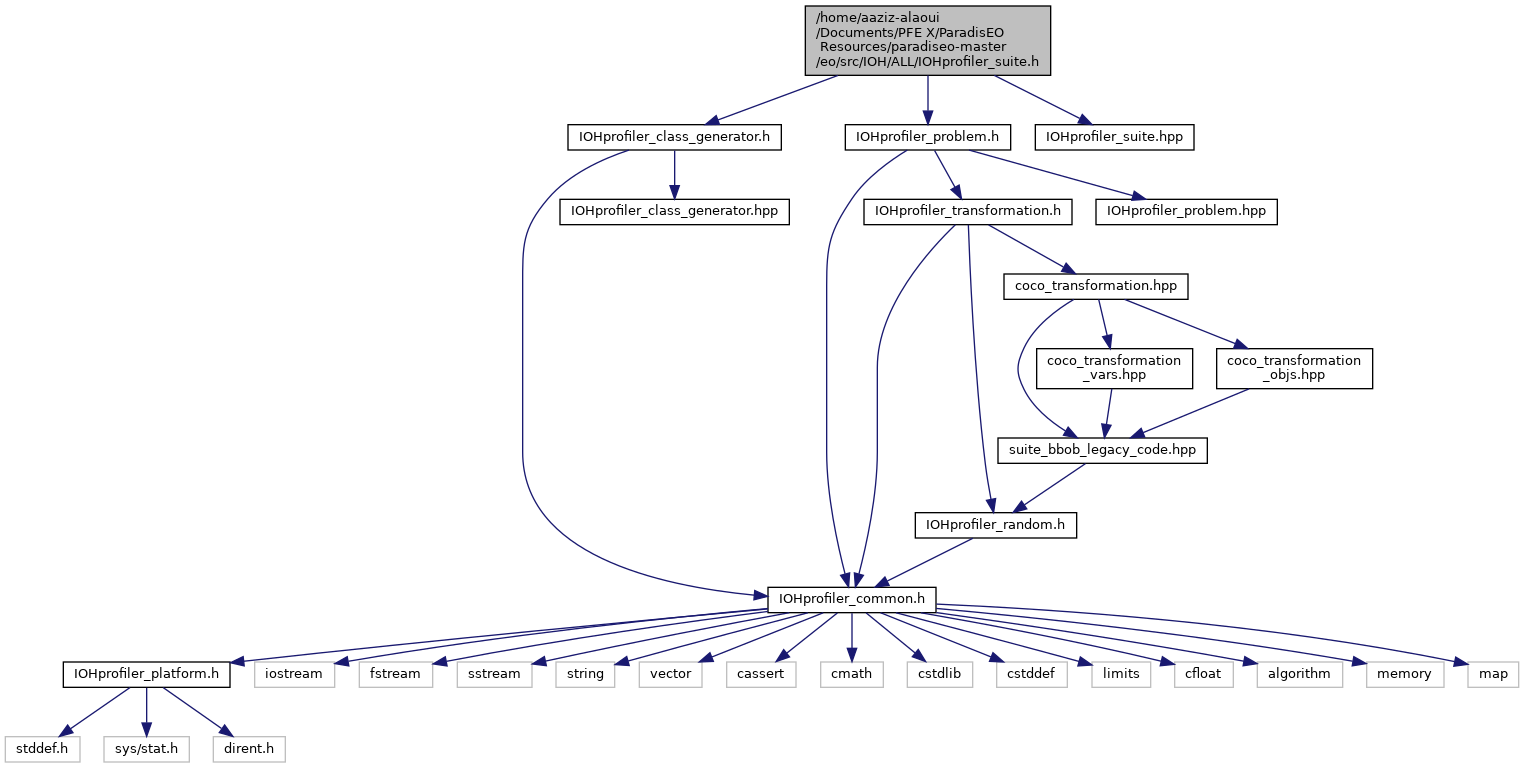 /home/aaziz-alaoui
/Documents/PFE X/ParadisEO
Resources/paradiseo-master
/eo/src/IOH/ALL/IOHprofiler_suite.h
IOHprofiler_class_generator.h
IOHprofiler_problem.h
IOHprofiler_suite.hpp
IOHprofiler_class_generator.hpp
IOHprofiler_transformation.h
IOHprofiler_problem.hpp
coco_transformation.hpp
coco_transformation
_vars.hpp
coco_transformation
_objs.hpp
suite_bbob_legacy_code.hpp
IOHprofiler_random.h
IOHprofiler_common.h
IOHprofiler_platform.h
iostream
fstream
sstream
string
vector
cassert
cmath
cstdlib
cstddef
limits
cfloat
algorithm
memory
map
stddef.h
sys/stat.h
dirent.h